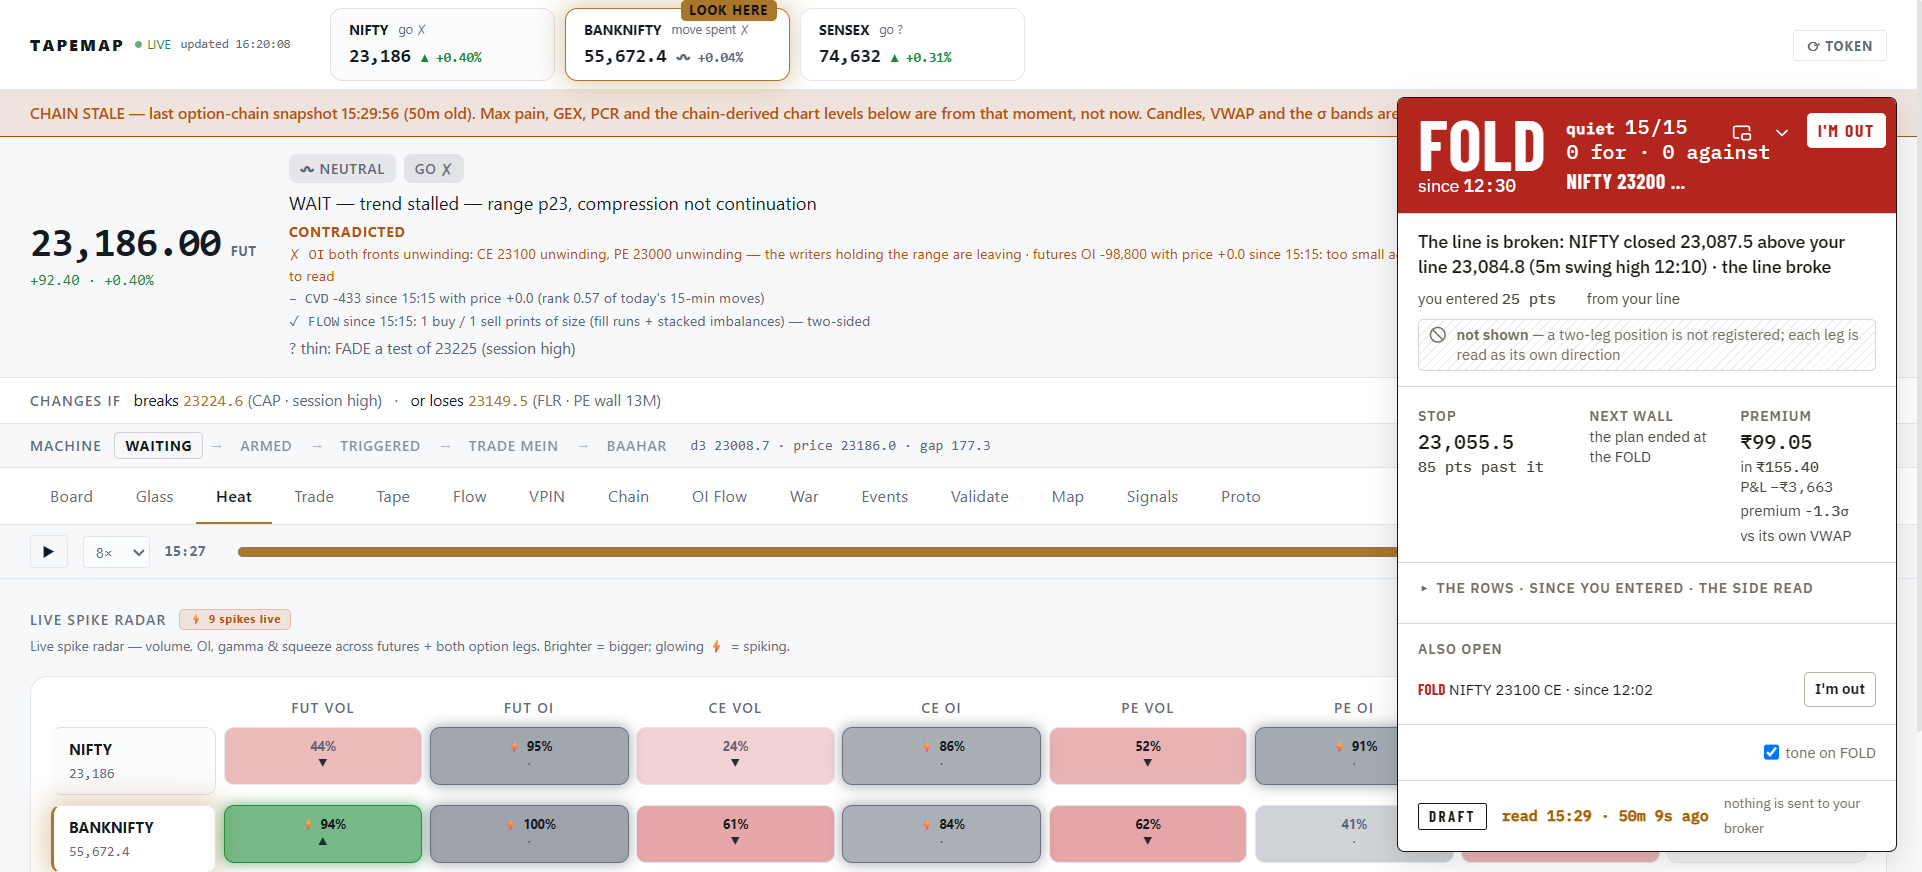 TAPEMAP
LIVE updated 16:20:08
NIFTY go ✗
23,186 ▲ +0.40%
LOOK HERE
BANKNIFTY move spent ✗
55,672.4 +0.04%
SENSEX go ?
74,632 ▲ +0.31%
⟳ TOKEN
CHAIN STALE — last option-chain snapshot 15:29:56 (50m old). Max pain, GEX, PCR and the chain-derived chart levels below are from that moment, not now. Candles, VWAP and the σ bands are
23,186.00 FUT
+92.40 · +0.40%
NEUTRAL GO ✗
WAIT — trend stalled — range p23, compression not continuation
CONTRADICTED
✗ OI both fronts unwinding: CE 23100 unwinding, PE 23000 unwinding — the writers holding the range are leaving · futures OI -98,800 with price +0.0 since 15:15: too small
to read
– CVD -433 since 15:15 with price +0.0 (rank 0.57 of today's 15-min moves)
✓ FLOW since 15:15: 1 buy / 1 sell prints of size (fill runs + stacked imbalances) — two-sided
? thin: FADE a test of 23225 (session high)
CHANGES IF breaks 23224.6 (CAP · session high) · or loses 23149.5 (FLR · PE wall 13M)
MACHINE WAITING → ARMED → TRIGGERED → TRADE MEIN → BAAHAR d3 23008.7 · price 23186.0 · gap 177.3
Board Glass Heat Trade Tape Flow VPIN Chain OI Flow War Events Validate Map Signals Proto
▶ 8× 15:27
LIVE SPIKE RADAR ⚡ 9 spikes live
Live spike radar — volume, OI, gamma & squeeze across futures + both option legs. Brighter = bigger; glowing ⚡ = spiking.
FUT VOL FUT OI CE VOL CE OI PE VOL PE OI
NIFTY
23,186
44% ▼
⚡ 95% ·
24% ▼
⚡ 86% ·
52% ▼
⚡ 91% ·
BANKNIFTY
55,672.4
⚡ 94% ▲
⚡ 100% ·
61% ▼
⚡ 84% ·
62% ▼
41% ·
FOLD
since 12:30
quiet 15/15
0 for · 0 against
NIFTY 23200 ...
I'M OUT
The line is broken: NIFTY closed 23,087.5 above your
line 23,084.8 (5m swing high 12:10) · the line broke
you entered 25 pts from your line
not shown — a two-leg position is not registered; each leg is
read as its own direction
STOP
23,055.5
85 pts past it
NEXT WALL
the plan ended at
the FOLD
PREMIUM
₹99.05
in ₹155.40
P&L −₹3,663
premium -1.3σ
vs its own VWAP
▸ THE ROWS · SINCE YOU ENTERED · THE SIDE READ
ALSO OPEN
FOLD NIFTY 23100 CE · since 12:02
I'm out
tone on FOLD
DRAFT read 15:29 · 50m 9s ago
nothing is sent to your
broker